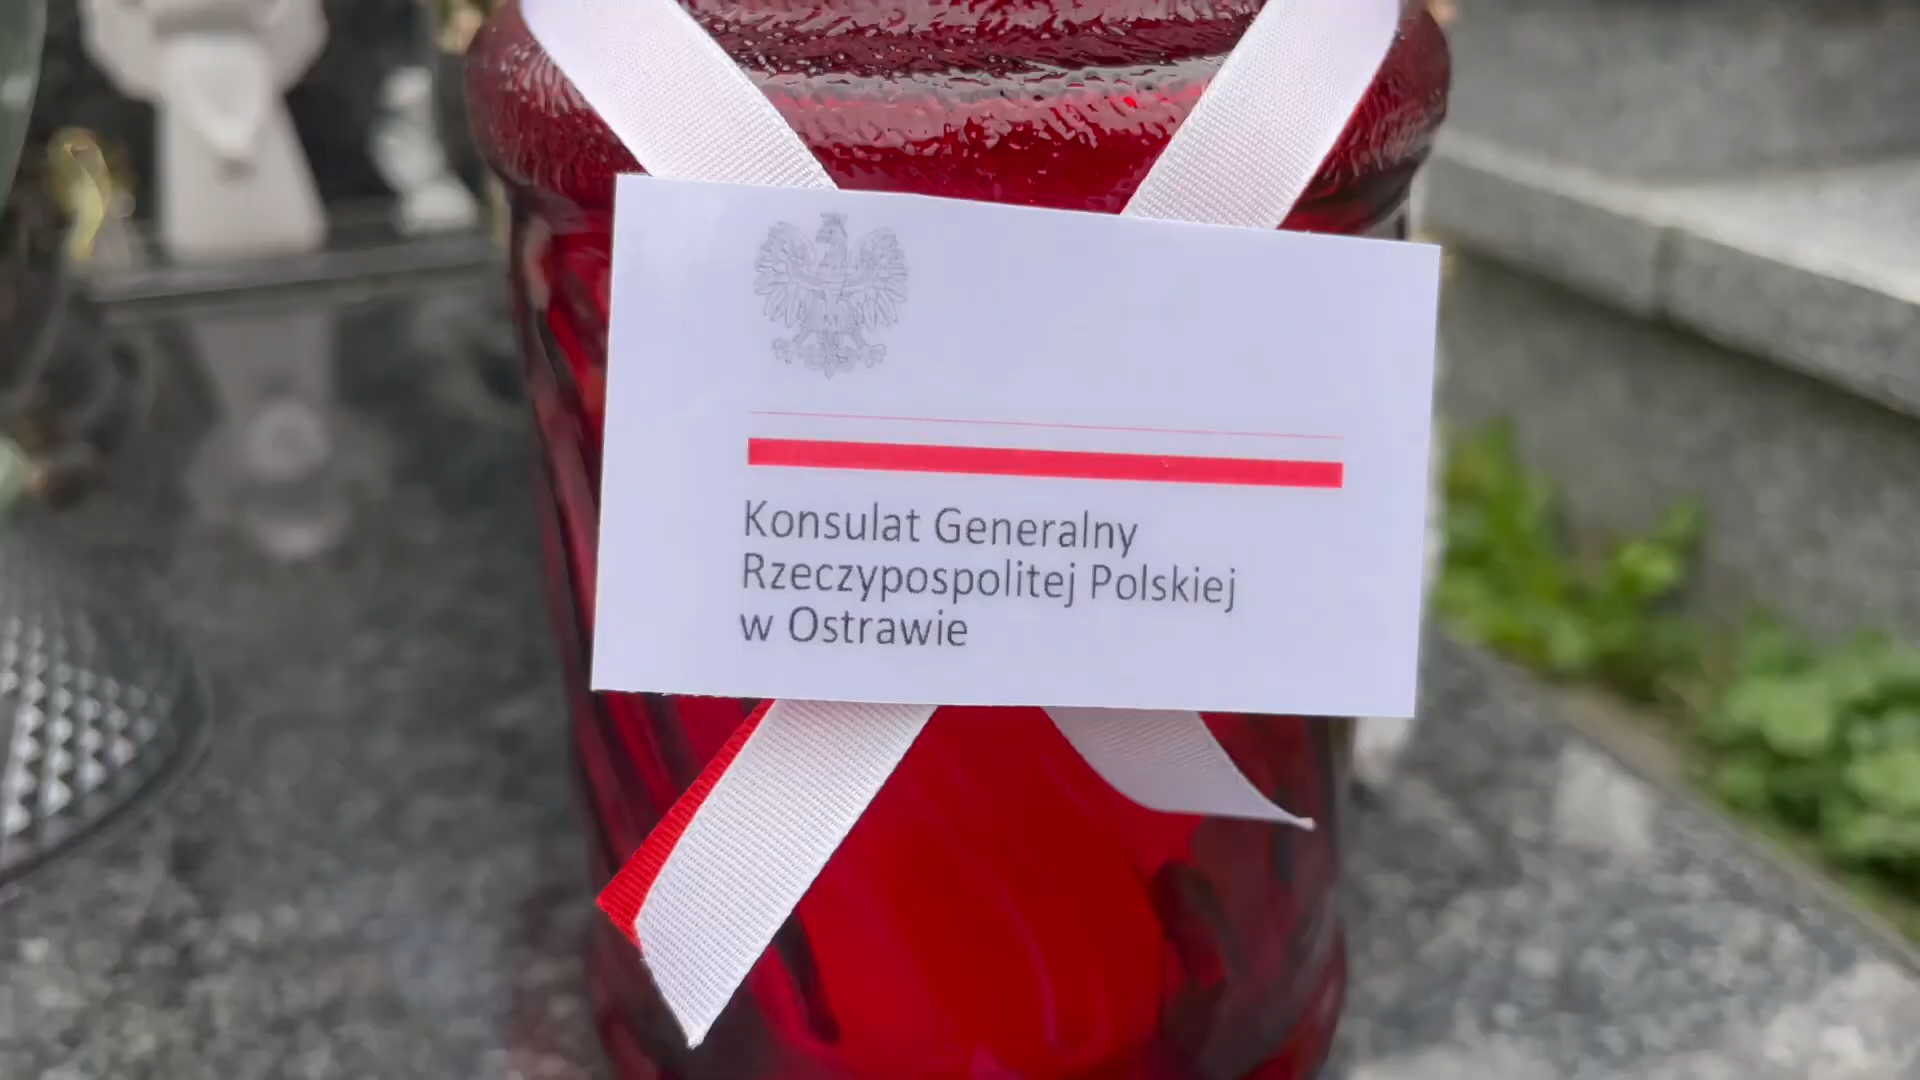 Konsulat Generalny
Rzeczypospolitej Polskiej
w Ostrawie